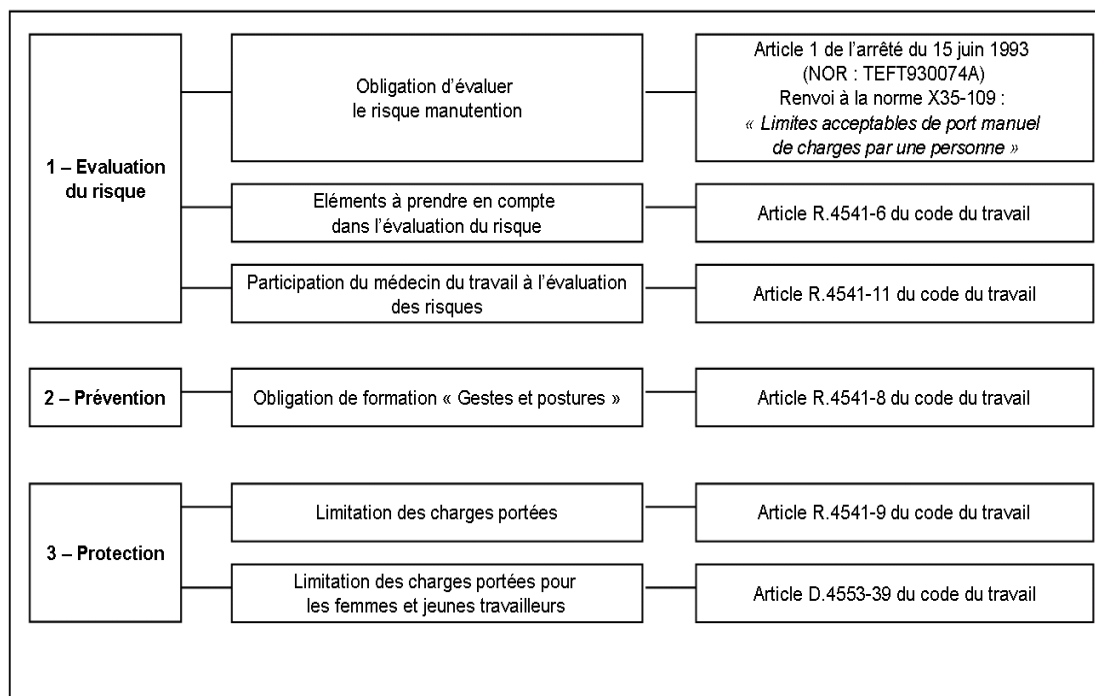 1 – Evaluation
du risque
Obligation d’évaluer
le risque manutention
Article 1 de l’arrêté du 15 juin 1993
(NOR : TEFT930074A)
Renvoi à la norme X35-109 :
« Limites acceptables de port manuel
de charges par une personne »
Eléments à prendre en compte
dans l’évaluation du risque
Article R.4541-6 du code du travail
Participation du médecin du travail à l’évaluation
des risques
Article R.4541-11 du code du travail
2 – Prévention
Obligation de formation « Gestes et postures »
Article R.4541-8 du code du travail
3 – Protection
Limitation des charges portées
Article R.4541-9 du code du travail
Limitation des charges portées pour
les femmes et jeunes travailleurs
Article D.4553-39 du code du travail